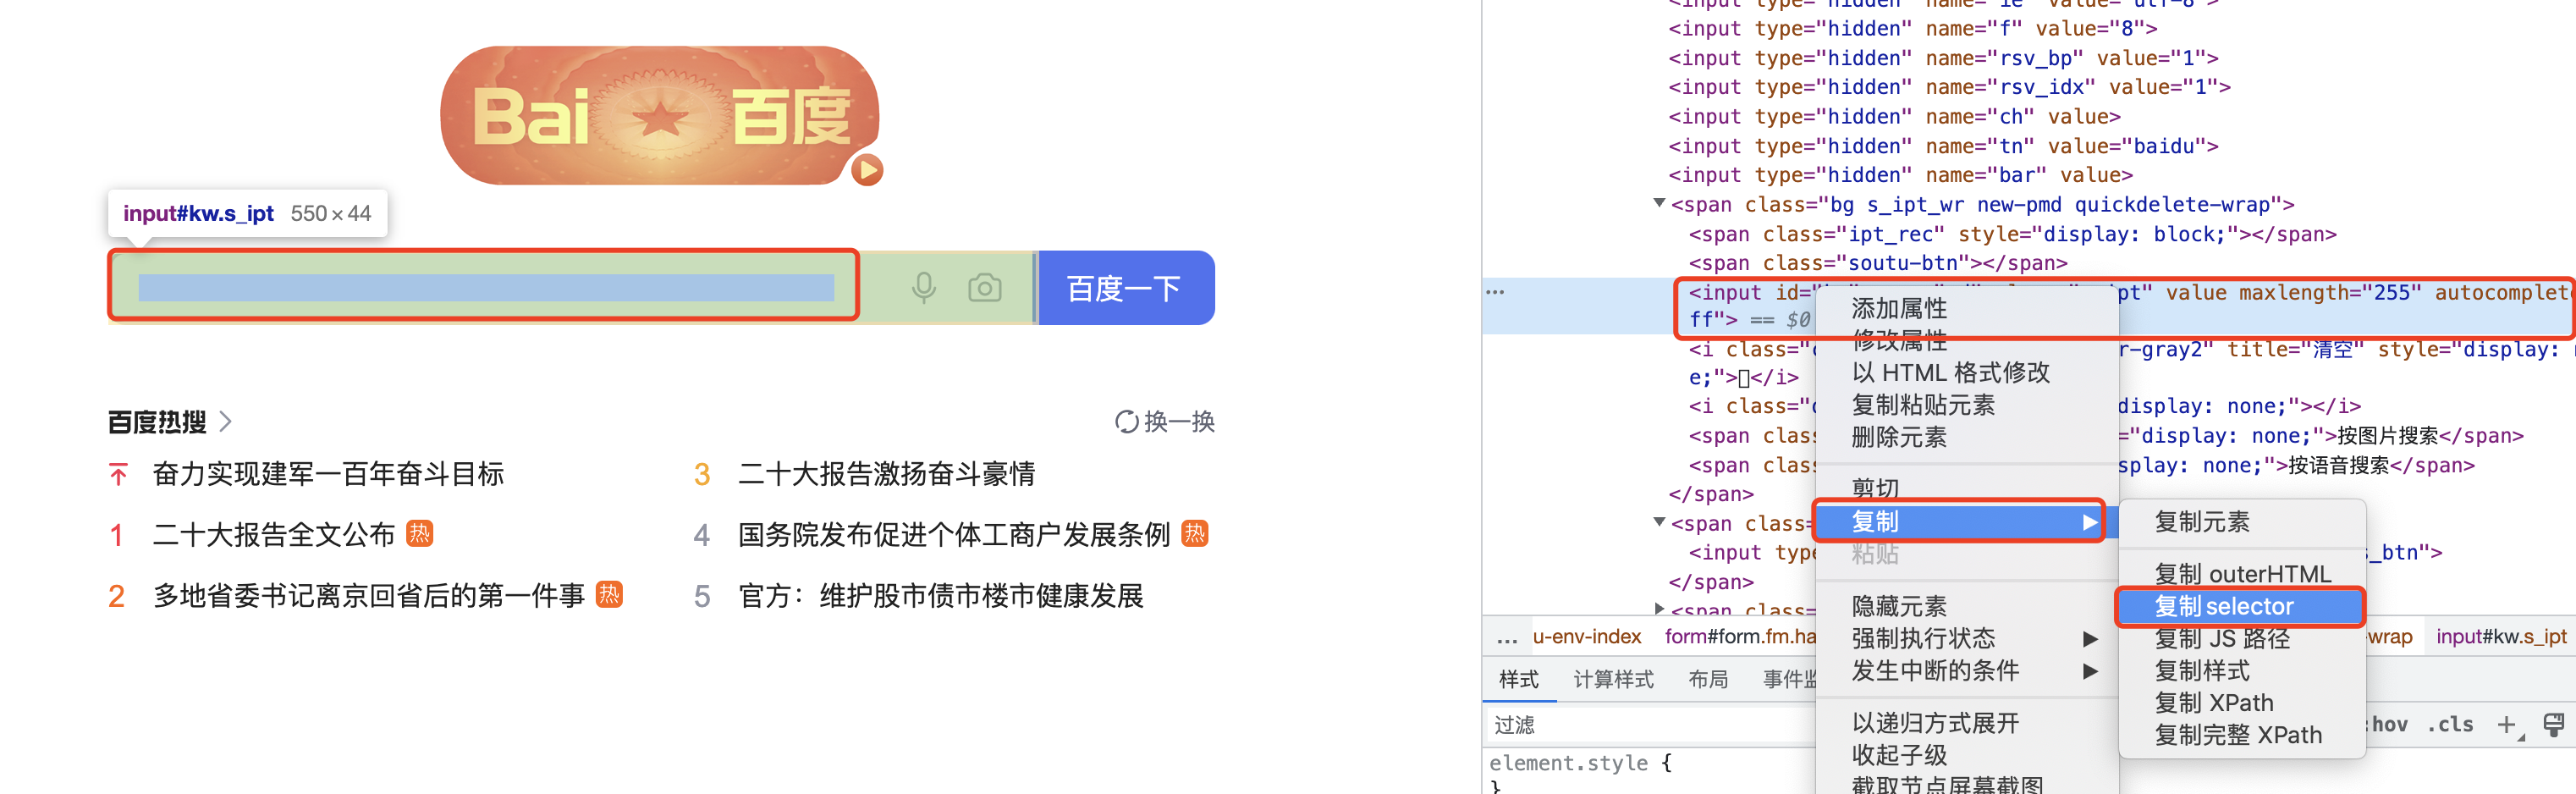 Bai 百度
input#kw.s_ipt 550 × 44
百度一下
百度热搜
换一换
奋力实现建军一百年奋斗目标
1 二十大报告全文公布 热
2 多地省委书记离京回省后的第一件事 热
3 二十大报告激扬奋斗豪情
4 国务院发布促进个体工商户发展条例 热
5 官方：维护股市债市楼市健康发展
<input type="hidden" name="ie" value="utf-8">
<input type="hidden" name="f" value="8">
<input type="hidden" name="rsv_bp" value="1">
<input type="hidden" name="rsv_idx" value="1">
<input type="hidden" name="ch" value>
<input type="hidden" name="tn" value="baidu">
<input type="hidden" name="bar" value>
<span class="bg s_ipt_wr new-pmd quickdelete-wrap">
<span class="ipt_rec" style="display: block;"></span>
<span class="soutu-btn"></span>
… <input id= pt" value maxlength="255" autocomplete
ff"> == $0
<i class="c r-gray2" title="清空" style="display:
e;"></i>
<i class="c display: none;"></i>
<span clas ="display: none;">按图片搜索</span>
<span clas splay: none;">按语音搜索</span>
</span>
<span class= 
<input typ s_btn">
</span>
<span class=
添加属性
修改属性
以 HTML 格式修改
复制粘贴元素
删除元素
剪切
复制
粘贴
隐藏元素
强制执行状态
发生中断的条件
以递归方式展开
收起子级
截取节点屏幕截图
复制元素
复制 outerHTML
复制 selector
复制 JS 路径
复制样式
复制 XPath
复制完整 XPath
… u-env-index form#form.fm.ha wrap input#kw.s_ipt
样式 计算样式 布局 事件监
过滤 :hov .cls +
element.style {
}